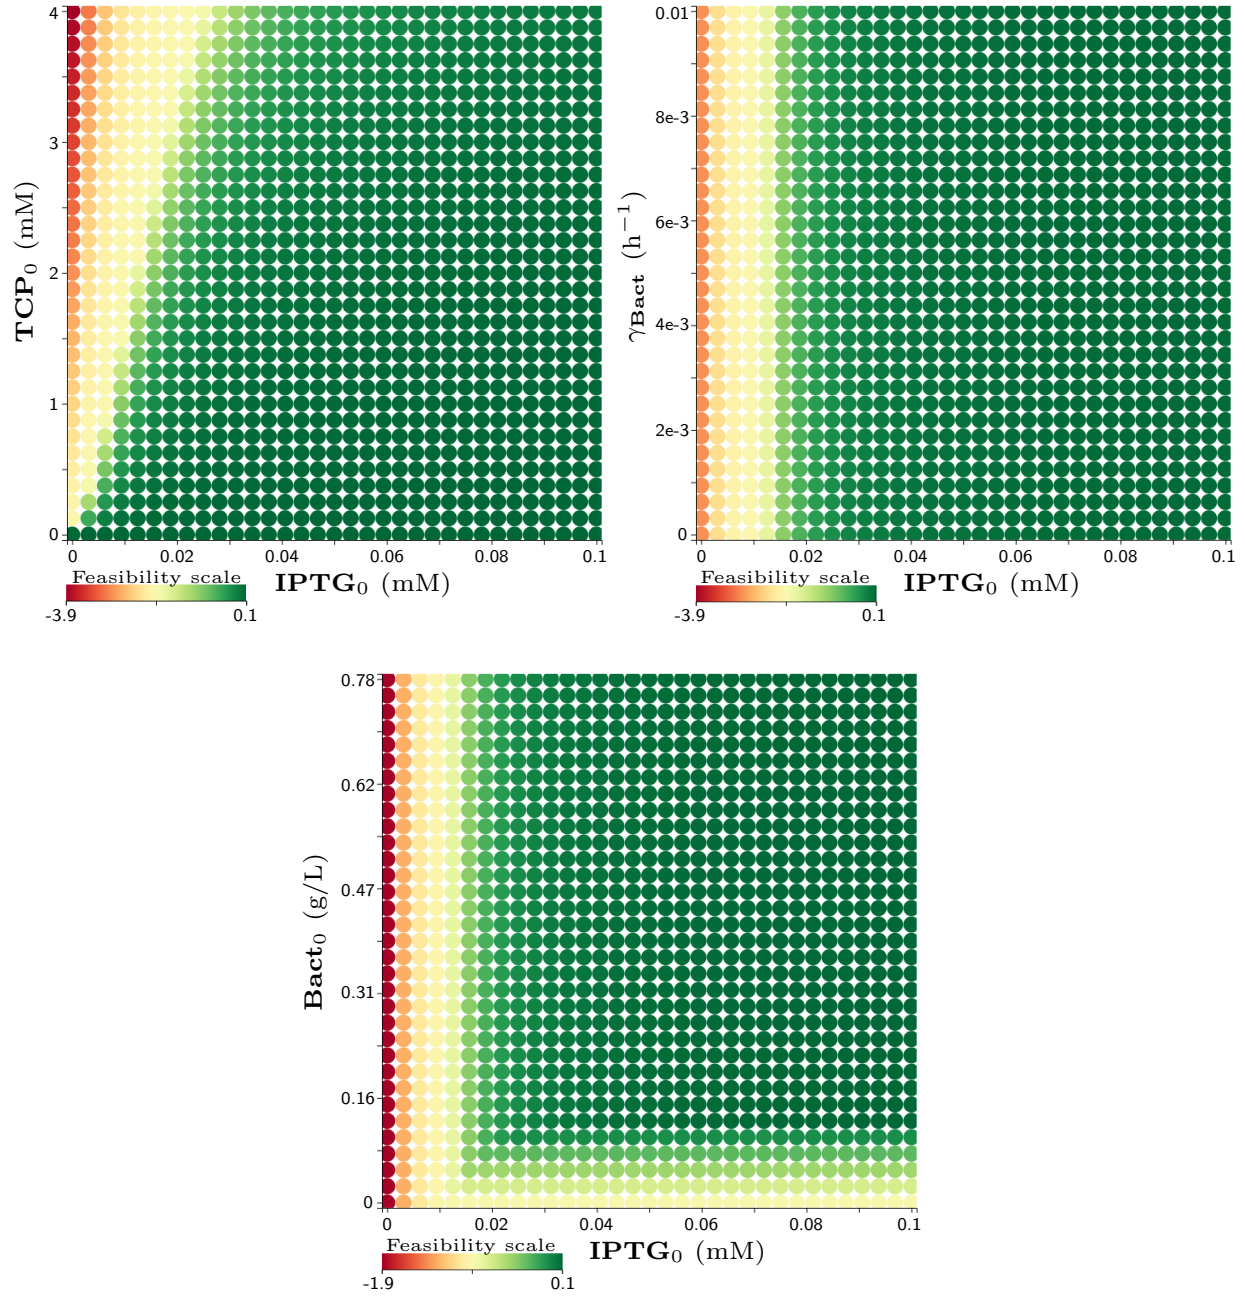 4
3
2
1
0
TCP₀ (mM)
0 0.02 0.04 0.06 0.08 0.1
Feasibility scale
IPTG₀ (mM)
-3.9 0.1
0.01
8e-3
6e-3
4e-3
2e-3
0
γBact (h⁻¹)
0 0.02 0.04 0.06 0.08 0.1
Feasibility scale
IPTG₀ (mM)
-3.9 0.1
0.78
0.62
0.47
0.31
0.16
0
Bact₀ (g/L)
0 0.02 0.04 0.06 0.08 0.1
Feasibility scale
IPTG₀ (mM)
-1.9 0.1